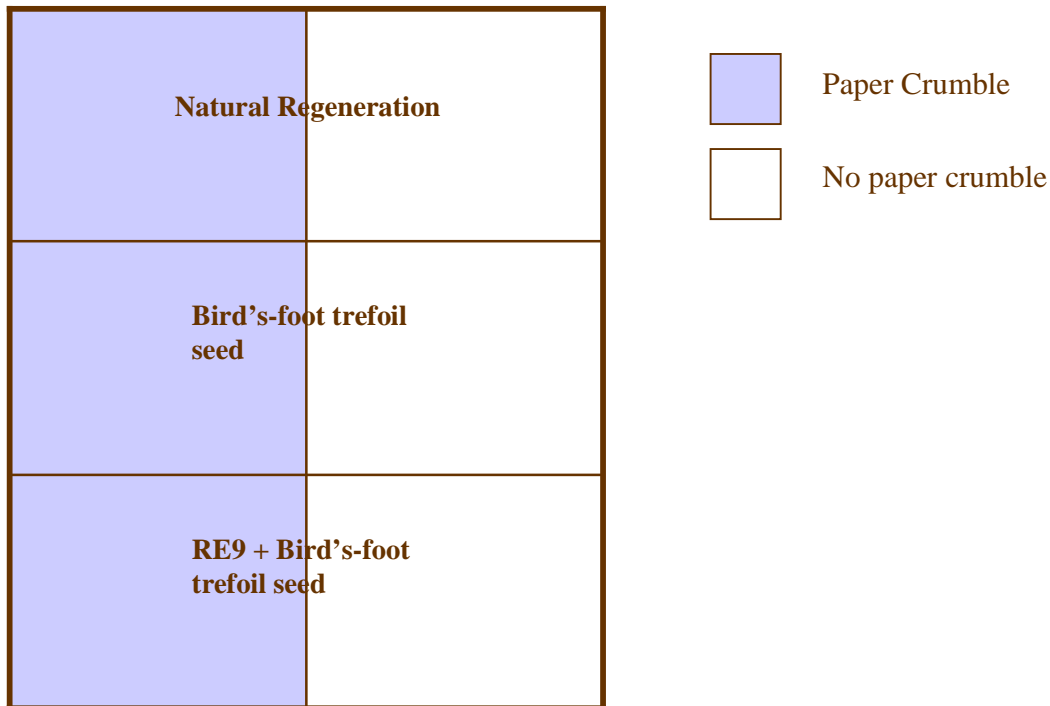 Natural Regeneration
Bird’s-foot trefoil
seed
RE9 + Bird’s-foot
trefoil seed
Paper Crumble
No paper crumble